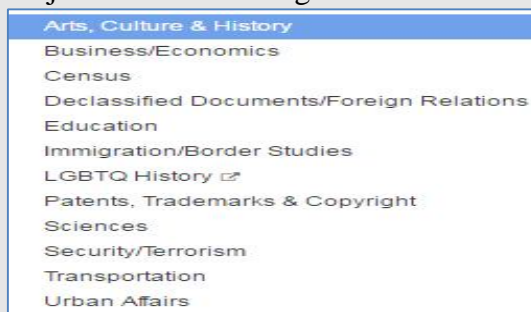 Arts, Culture & History
Business/Economics
Census
Declassified Documents/Foreign Relations
Education
Immigration/Border Studies
LGBTQ History
Patents, Trademarks & Copyright
Sciences
Security/Terrorism
Transportation
Urban Affairs